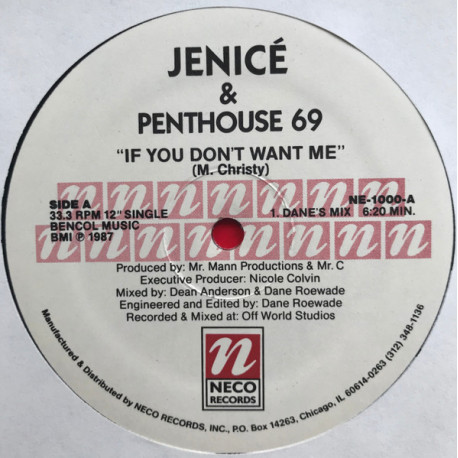 JENICÉ
&
PENTHOUSE 69
"IF YOU DON'T WANT ME"
(M. Christy)
SIDE A
33.3 RPM 12" SINGLE
BENCOL MUSIC
BMI ℗ 1987
NE-1000-A
1. DANE'S MIX 6:20 MIN.
n n n n n n n
n n n n n n n n
Produced by: Mr. Mann Productions & Mr. C
Executive Producer: Nicole Colvin
Mixed by: Dean Anderson & Dane Roewade
Engineered and Edited by: Dane Roewade
Recorded & Mixed at: Off World Studios
n
NECO
RECORDS
Manufactured & Distributed by NECO RECORDS, INC., P.O. Box 14263, Chicago, IL 60614-0263 (312) 348-1136